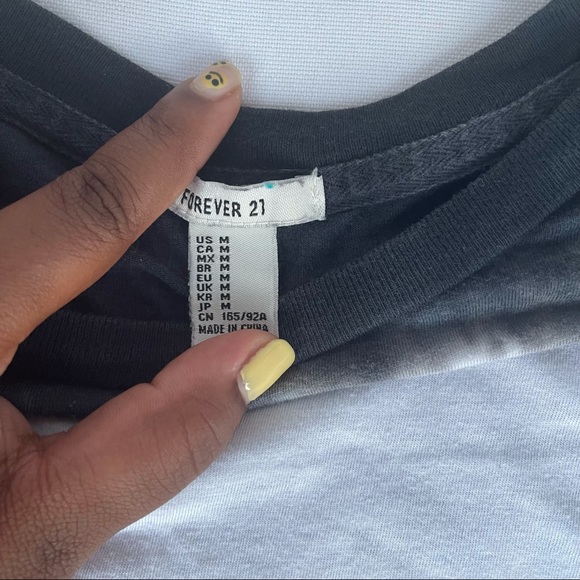 FOREVER 21
US M
CA M
MX M
BR M
EU M
UK M
KR M
JP M
CN 165/92A
MADE IN CHINA